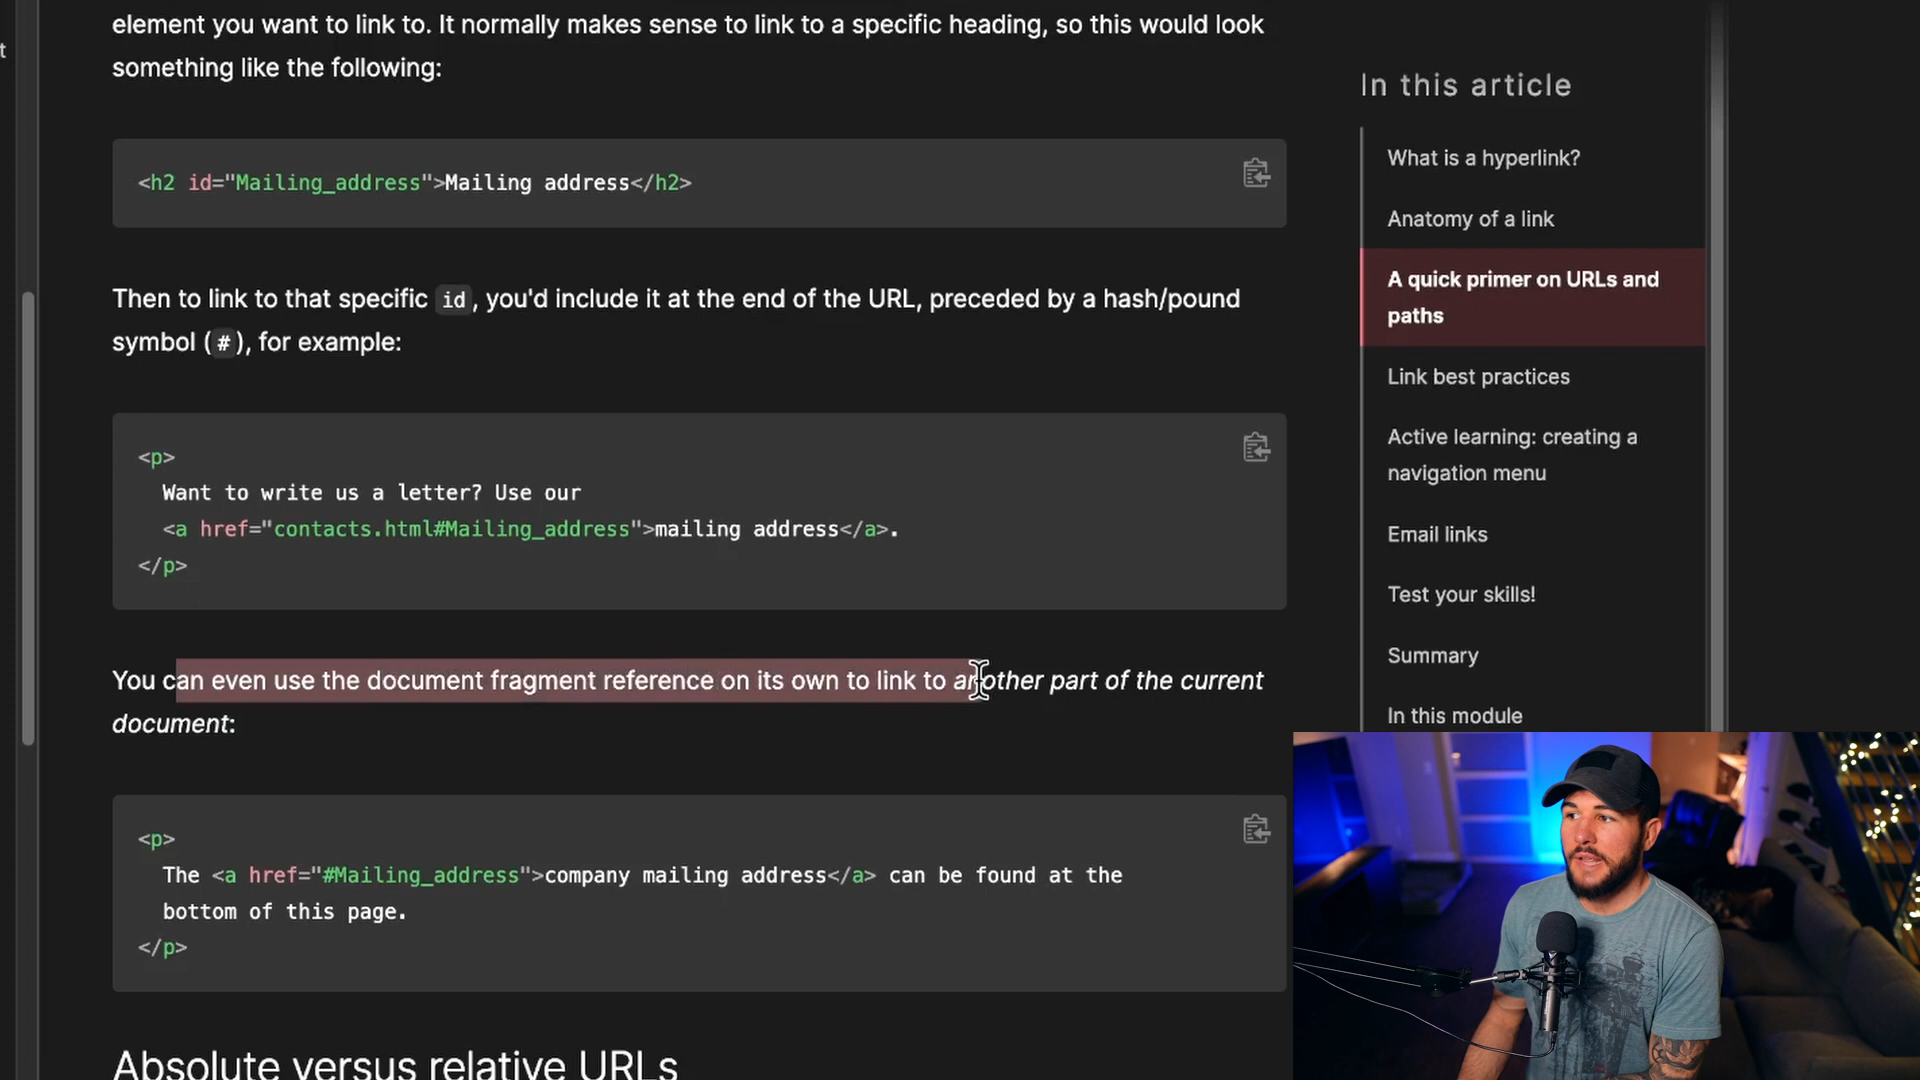 element you want to link to. It normally makes sense to link to a specific heading, so this would look
something like the following:
<h2 id="Mailing_address">Mailing address</h2>
Then to link to that specific id, you'd include it at the end of the URL, preceded by a hash/pound
symbol (#), for example:
<p>
Want to write us a letter? Use our
<a href="contacts.html#Mailing_address">mailing address</a>.
</p>
You can even use the document fragment reference on its own to link to another part of the current
document:
<p>
The <a href="#Mailing_address">company mailing address</a> can be found at the
bottom of this page.
</p>
Absolute versus relative URLs
In this article
What is a hyperlink?
Anatomy of a link
A quick primer on URLs and
paths
Link best practices
Active learning: creating a
navigation menu
Email links
Test your skills!
Summary
In this module